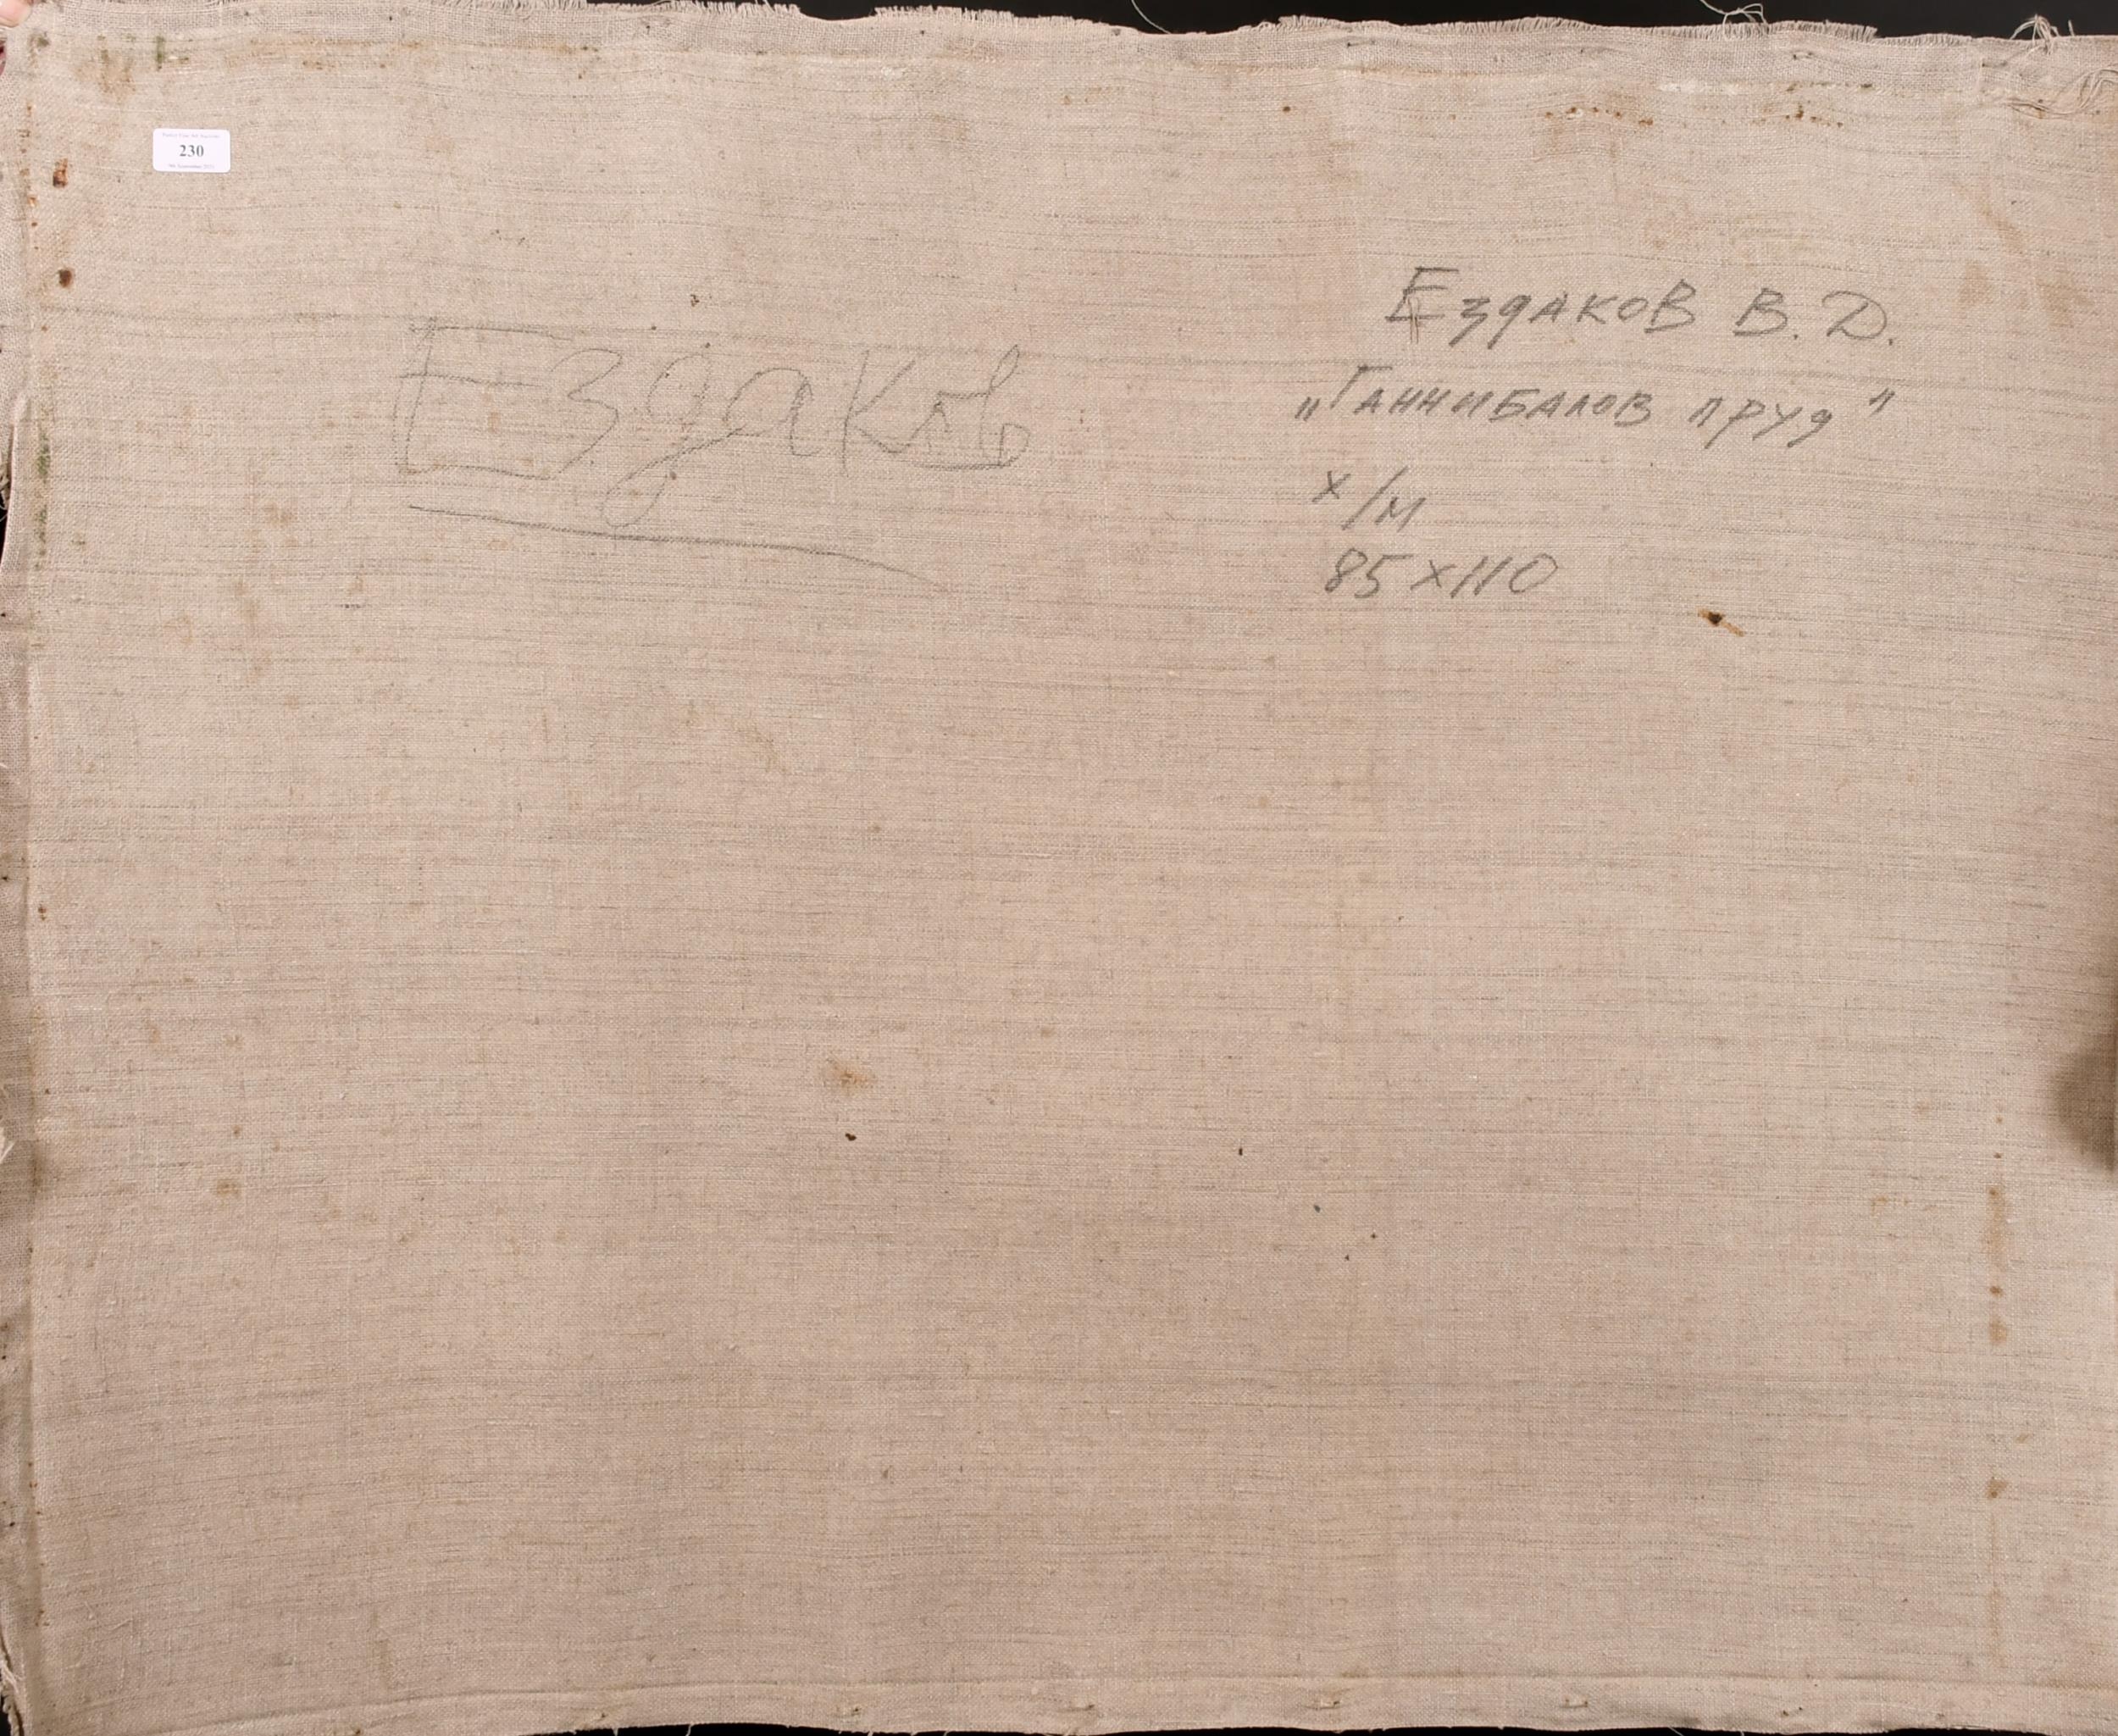 230
Ездаков
Ездаков В. Д.
„Ганнибалов пруд"
х/м
85 х 110